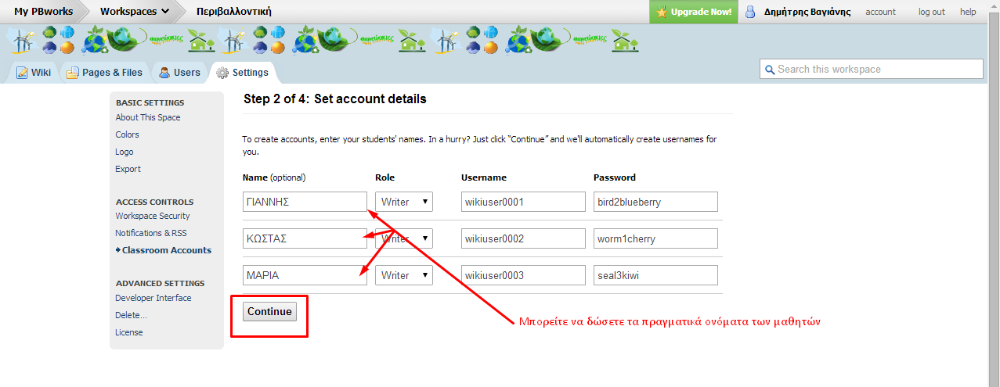 My PBworks Workspaces Περιβαλλοντική Upgrade Now! Δημήτρης Βαγιάνης account log out help
Wiki Pages & Files Users Settings Search this workspace
BASIC SETTINGS
About This Space
Colors
Logo
Export
ACCESS CONTROLS
Workspace Security
Notifications & RSS
Classroom Accounts
ADVANCED SETTINGS
Developer Interface
Delete...
License
Step 2 of 4: Set account details
To create accounts, enter your students' names. In a hurry? Just click “Continue” and we'll automatically create usernames for
you.
Name (optional) Role Username Password
ΓΙΑΝΝΗΣ Writer wikiuser0001 bird2blueberry
ΚΩΣΤΑΣ Writer wikiuser0002 worm1cherry
ΜΑΡΙΑ Writer wikiuser0003 seal3kiwi
Continue
Μπορείτε να δώσετε τα πραγματικά ονόματα των μαθητών